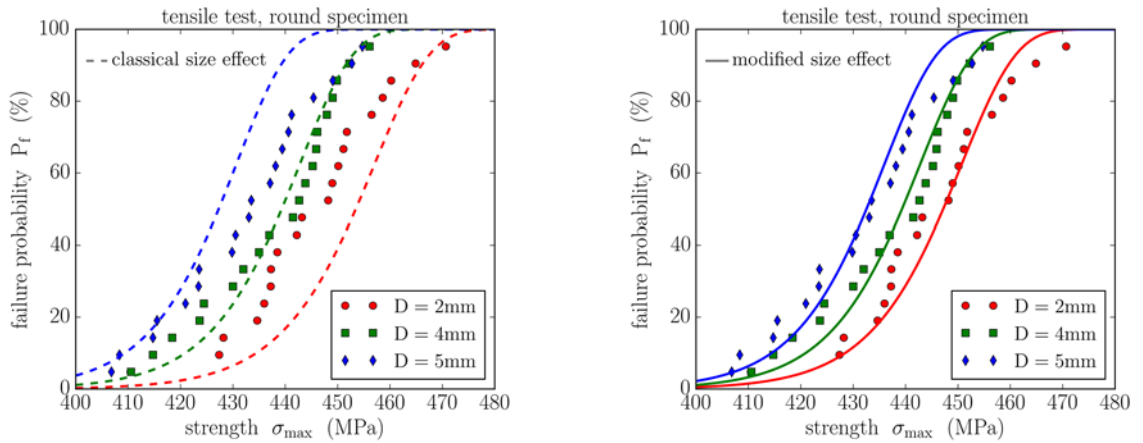 tensile test, round specimen
100
80
60
40
20
0
failure probability P_f (%)
classical size effect
D = 2mm
D = 4mm
D = 5mm
400 410 420 430 440 450 460 470 480
strength σ_max (MPa)
tensile test, round specimen
100
80
60
40
20
0
failure probability P_f (%)
modified size effect
D = 2mm
D = 4mm
D = 5mm
400 410 420 430 440 450 460 470 480
strength σ_max (MPa)